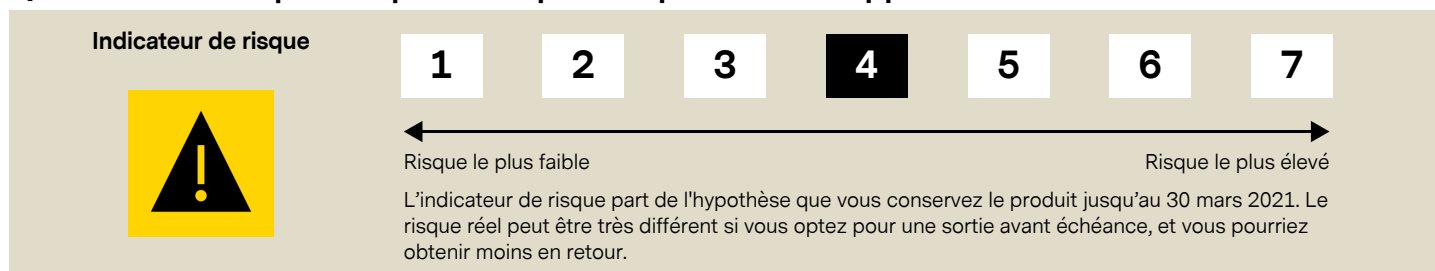 Indicateur de risque
1 2 3 4 5 6 7
Risque le plus faible Risque le plus élevé
L'indicateur de risque part de l'hypothèse que vous conservez le produit jusqu'au 30 mars 2021. Le
risque réel peut être très différent si vous optez pour une sortie avant échéance, et vous pourriez
obtenir moins en retour.